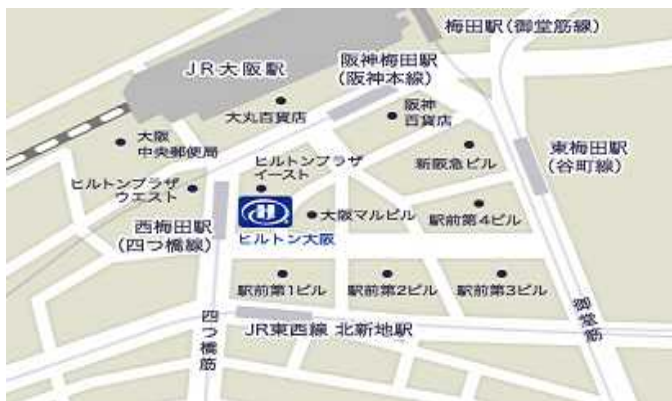 梅田駅(御堂筋線)
JR大阪駅
阪神梅田駅
(阪神本線)
大丸百貨店
阪神
百貨店
大阪
中央郵便局
新阪急ビル
東梅田駅
(谷町線)
ヒルトンプラザ
イースト
ヒルトンプラザ
ウエスト
H
大阪マルビル
駅前第4ビル
西梅田駅
(四つ橋線)
ヒルトン大阪
駅前第1ビル
駅前第2ビル
駅前第3ビル
四つ橋筋
御堂筋
JR東西線 北新地駅